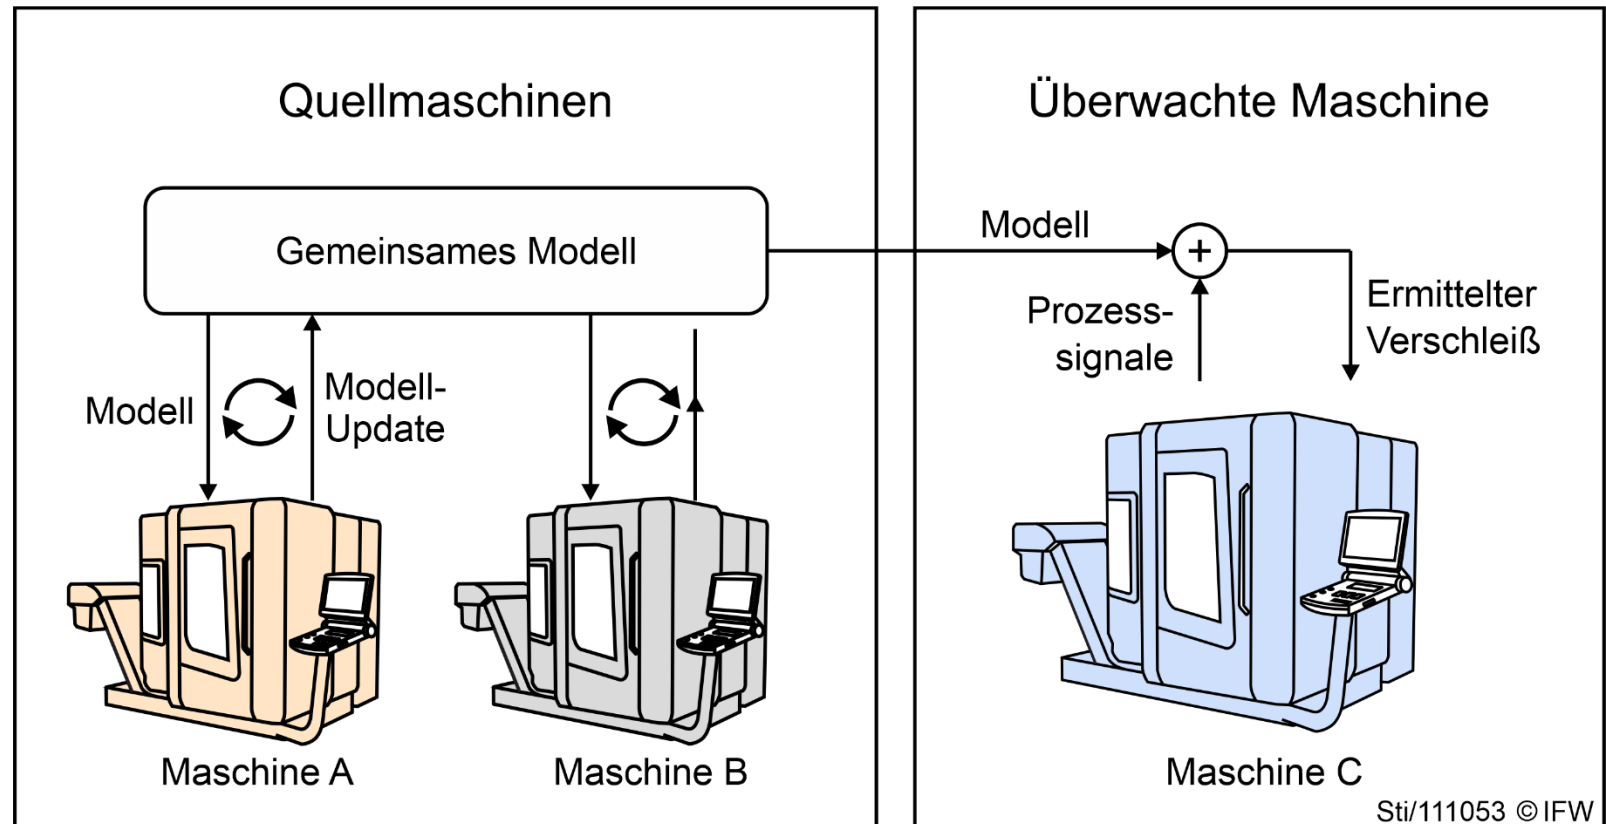 Quellmaschinen
Gemeinsames Modell
Modell
Modell-
Update
Maschine A
Maschine B
Überwachte Maschine
Modell
Prozess-
signale
Ermittelter
Verschleiß
Maschine C
Sti/111053 © IFW